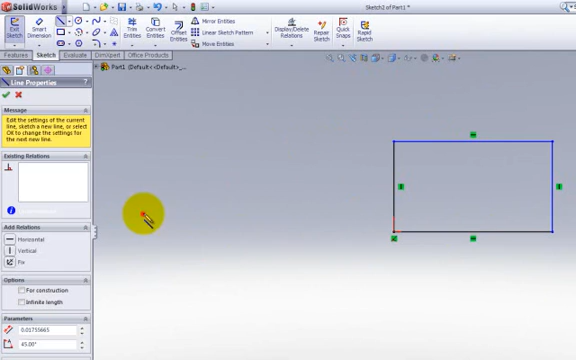 SolidWorks
Sketch2 of Part1 *
Exit Sketch
Smart Dimension
Trim Entities
Convert Entities
Offset Entities
Mirror Entities
Linear Sketch Pattern
Move Entities
Display/Delete Relations
Repair Sketch
Quick Snaps
Rapid Sketch
Features Sketch Evaluate DimXpert Office Products
Part1 (Default<<Default>_...
Line Properties
Message
Edit the settings of the current line, sketch a new line, or select OK to change the settings for the next new line.
Existing Relations
Add Relations
Horizontal
Vertical
Fix
Options
For construction
Infinite length
Parameters
0.01755665
45.00°